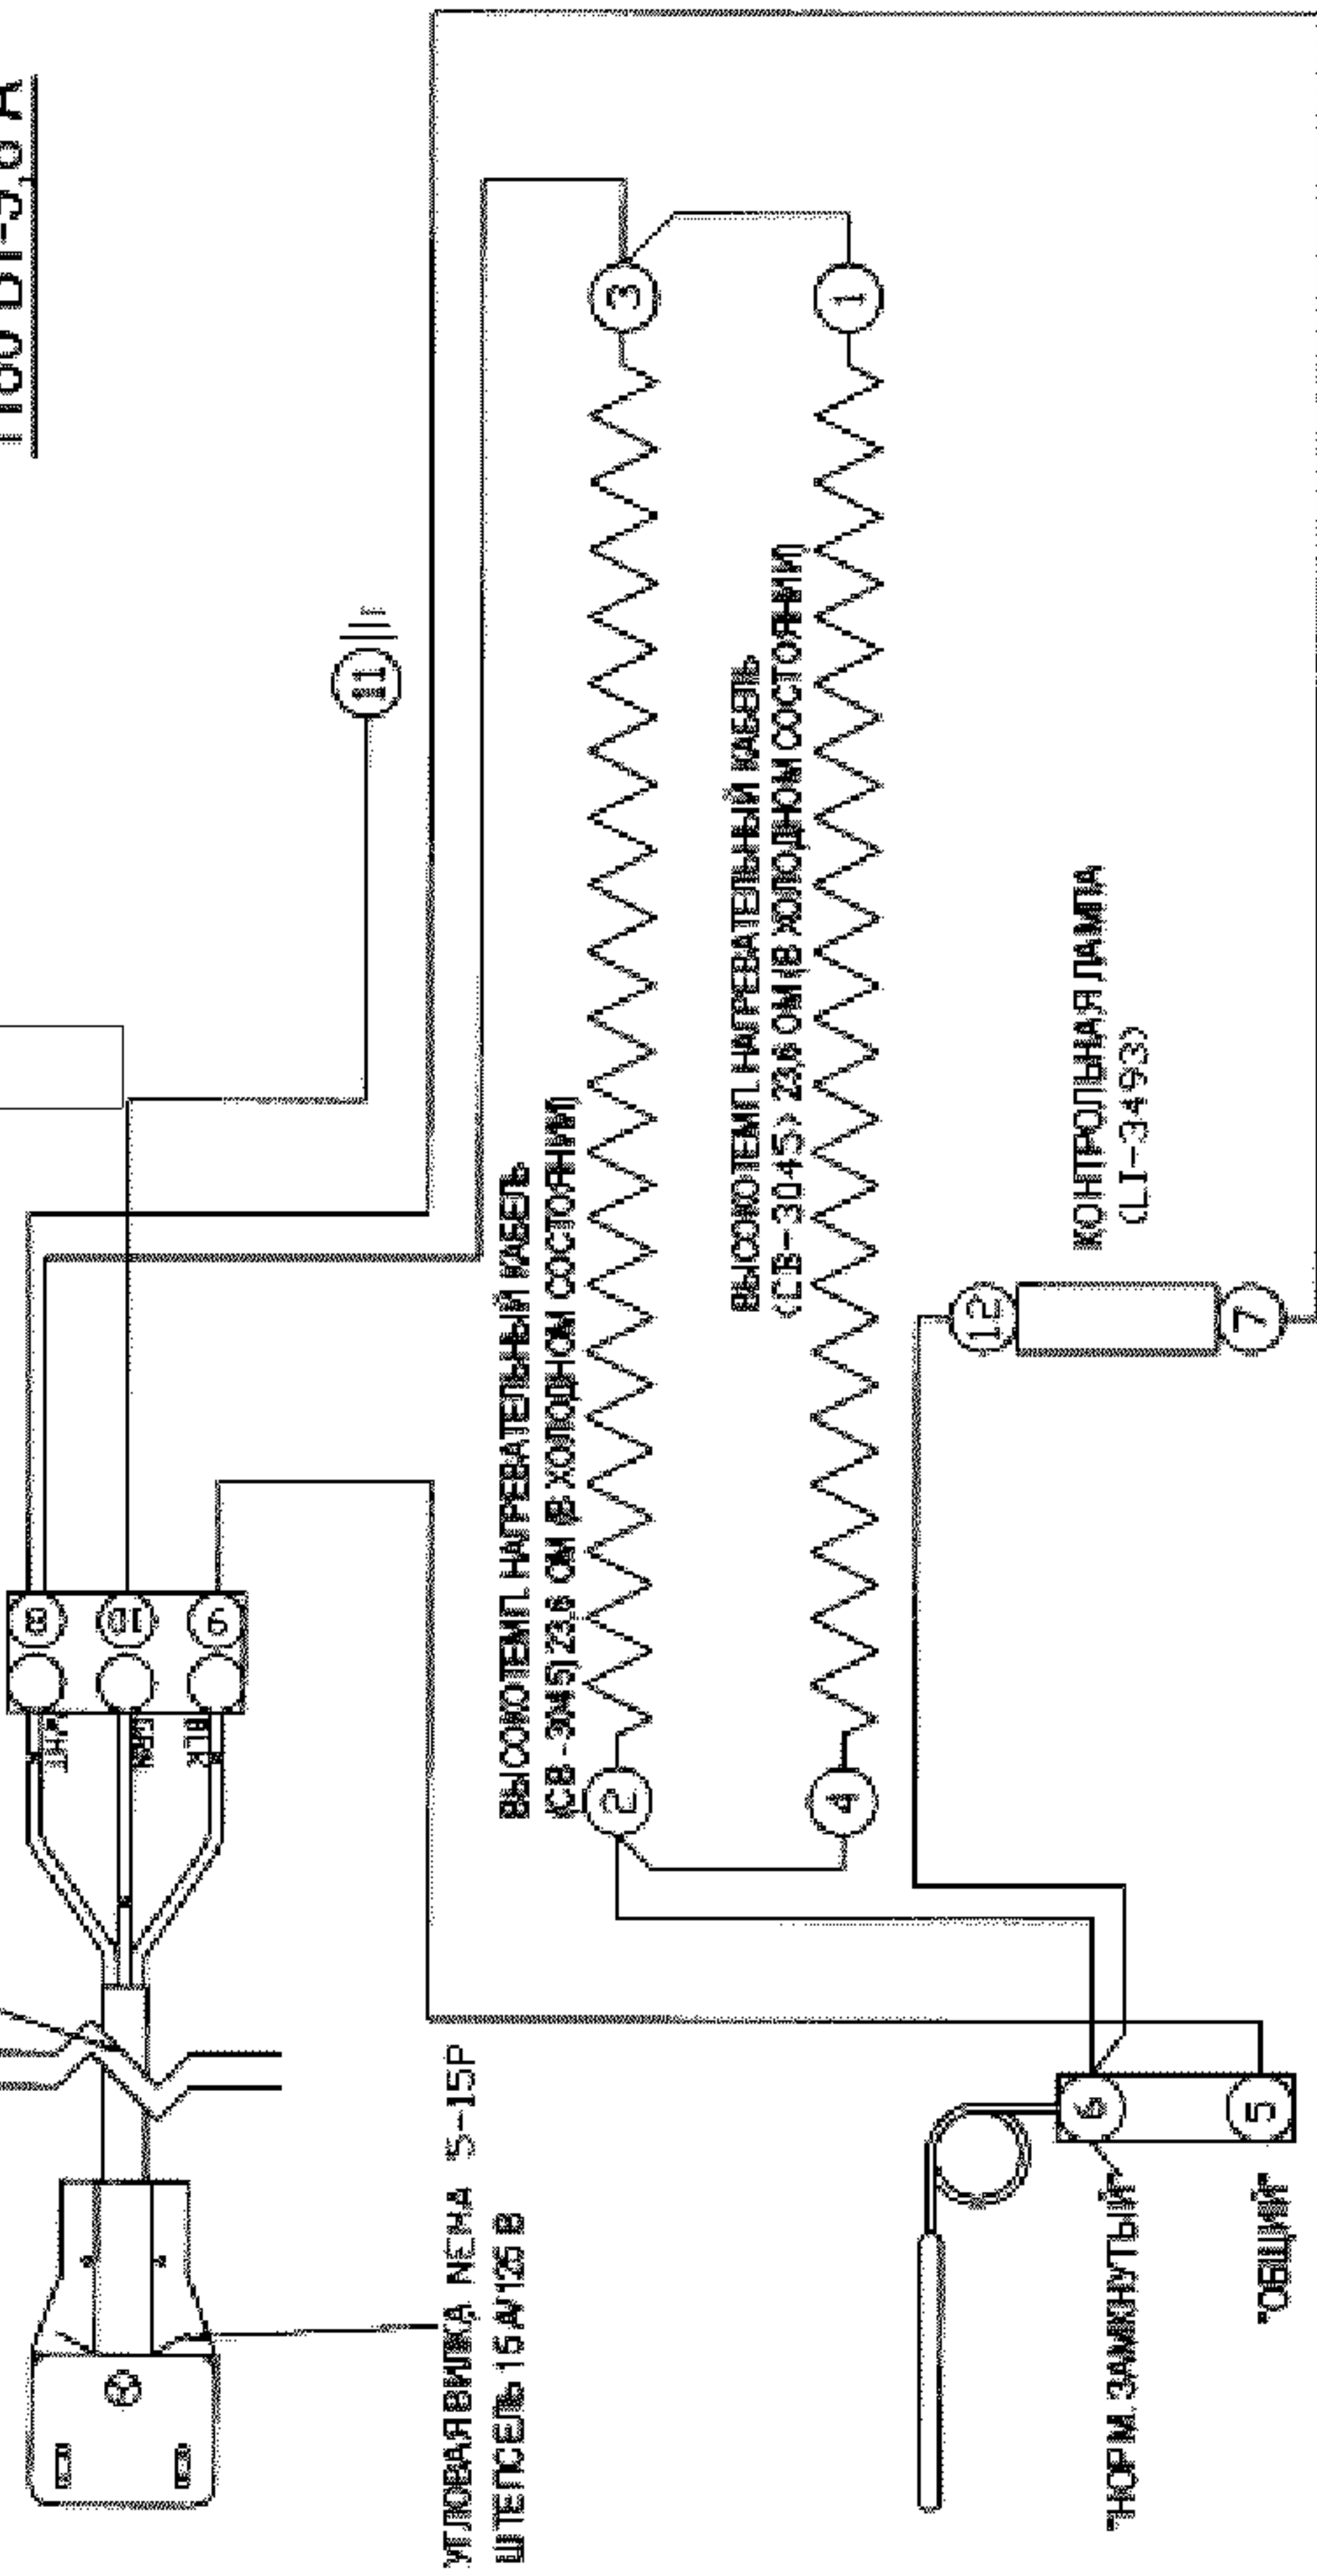 8
10
9
WHT
GRN
BLK
11
3
1
ВЫСОКОТЕМП. НАГРЕВАТЕЛЬНЫЙ КАБЕЛЬ
(СВ-3045) 23.6 ОМ (В ХОЛОДНОМ СОСТОЯНИИ)
ВЫСОКОТЕМП. НАГРЕВАТЕЛЬНЫЙ КАБЕЛЬ
(CB-3045) 23.6 ОМ (В ХОЛОДНОМ СОСТОЯНИИ)
2
4
КОНТРОЛЬНАЯ ЛАМПА
(LI-3493)
12
7
УГЛОВАЯ ВИЛКА NEMA 5-15P
ШТЕПСЕЛЬ 15 А/125 В
6
5
"НОРМ. ЗАМКНУТЫЙ"
"ОБЩИЙ"